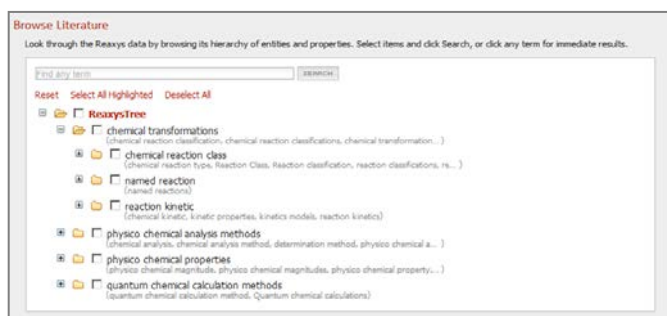 Browse Literature
Look through the Reaxys data by browsing its hierarchy of entities and properties. Select items and click Search, or click any term for immediate results.
Find any term SEARCH
Reset Select All Highlighted Deselect All
ReaxysTree
chemical transformations
(chemical reaction classification, chemical reaction classifications, chemical transformation... )
chemical reaction class
(chemical reaction type, Reaction Class, Reaction classification, reaction classifications, re... )
named reaction
(named reactions)
reaction kinetic
(chemical kinetic, kinetic properties, kinetics models, reaction kinetics)
physico chemical analysis methods
(chemical analysis, chemical analysis method, determination method, physico chemical a... )
physico chemical properties
(physico chemical magnitude, physico chemical magnitudes, physico chemical property,... )
quantum chemical calculation methods
(quantum chemical calculation method, Quantum chemical calculations)